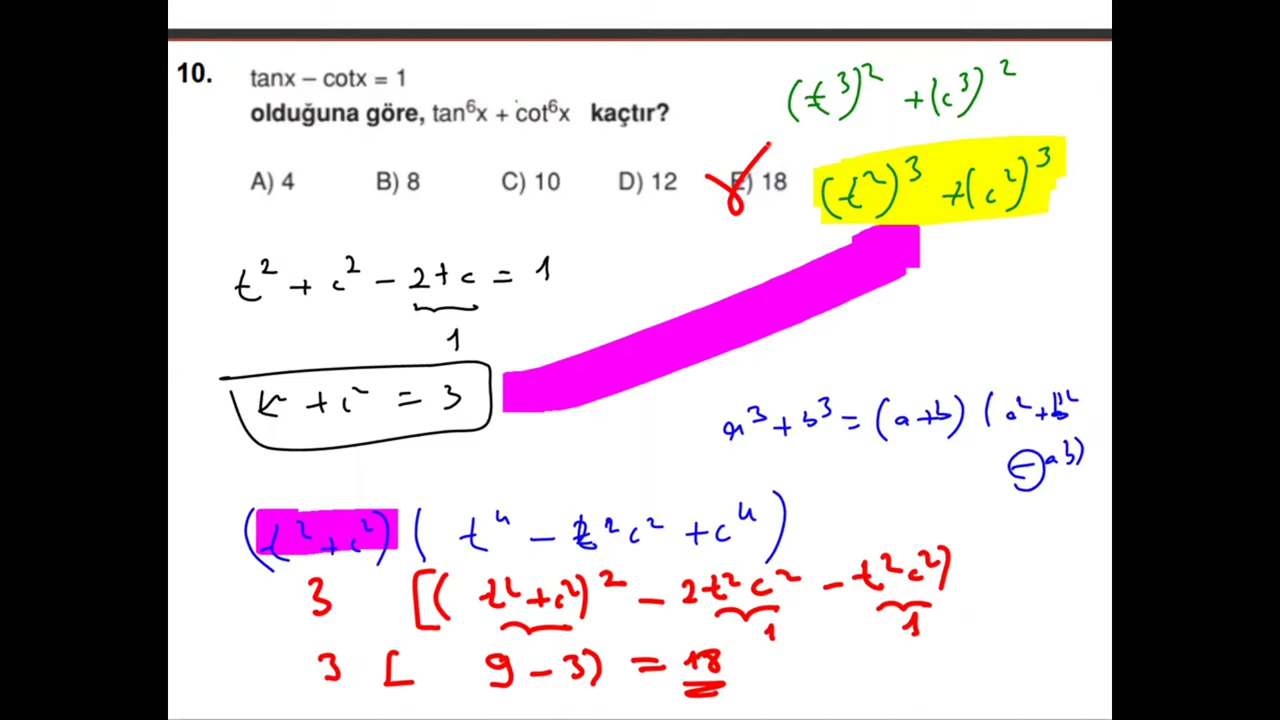 10. tanx – cotx = 1
olduğuna göre, tan⁶x + cot⁶x kaçtır?
A) 4 B) 8 C) 10 D) 12 E) 18
(t³)² + (c³)²
(t²)³ + (c²)³
t² + c² - 2tc = 1
1
t² + c² = 3
a³ + b³ = (a+b) (a² + b²
- ab)
(t² + c²) ( t⁴ - t²c² + c⁴ )
3 [( t² + c²)² - 2t²c² - t²c²)
1 1
3 [ 9 - 3) = 18